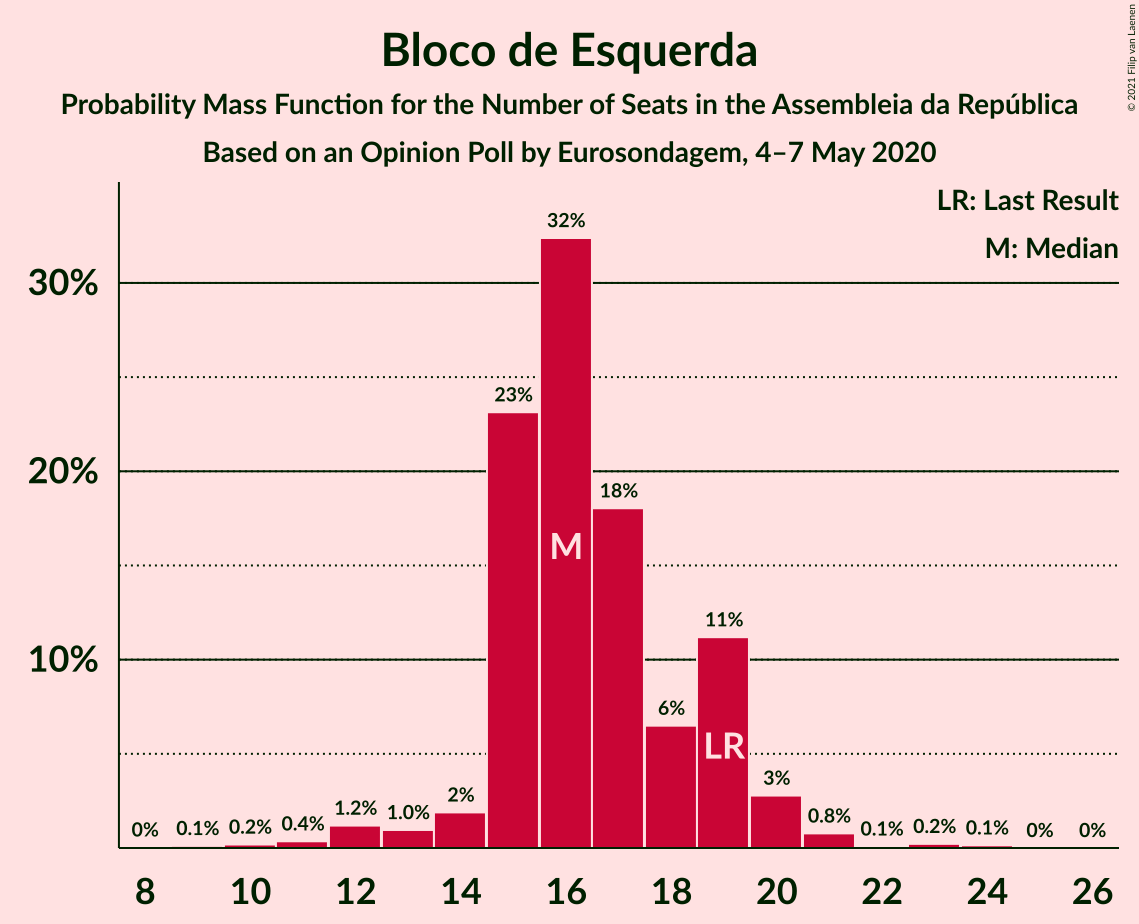 Bloco de Esquerda
Probability Mass Function for the Number of Seats in the Assembleia da República
Based on an Opinion Poll by Eurosondagem, 4–7 May 2020
© 2021 Filip van Laenen
LR: Last Result
M: Median
30%
20%
10%
0%
0.1%
0.2%
0.4%
1.2%
1.0%
2%
23%
32%
18%
6%
11%
3%
0.8%
0.1%
0.2%
0.1%
0%
0%
M
LR
8 10 12 14 16 18 20 22 24 26